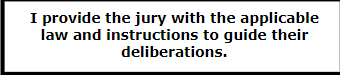 I provide the jury with the applicable
law and instructions to guide their
deliberations.